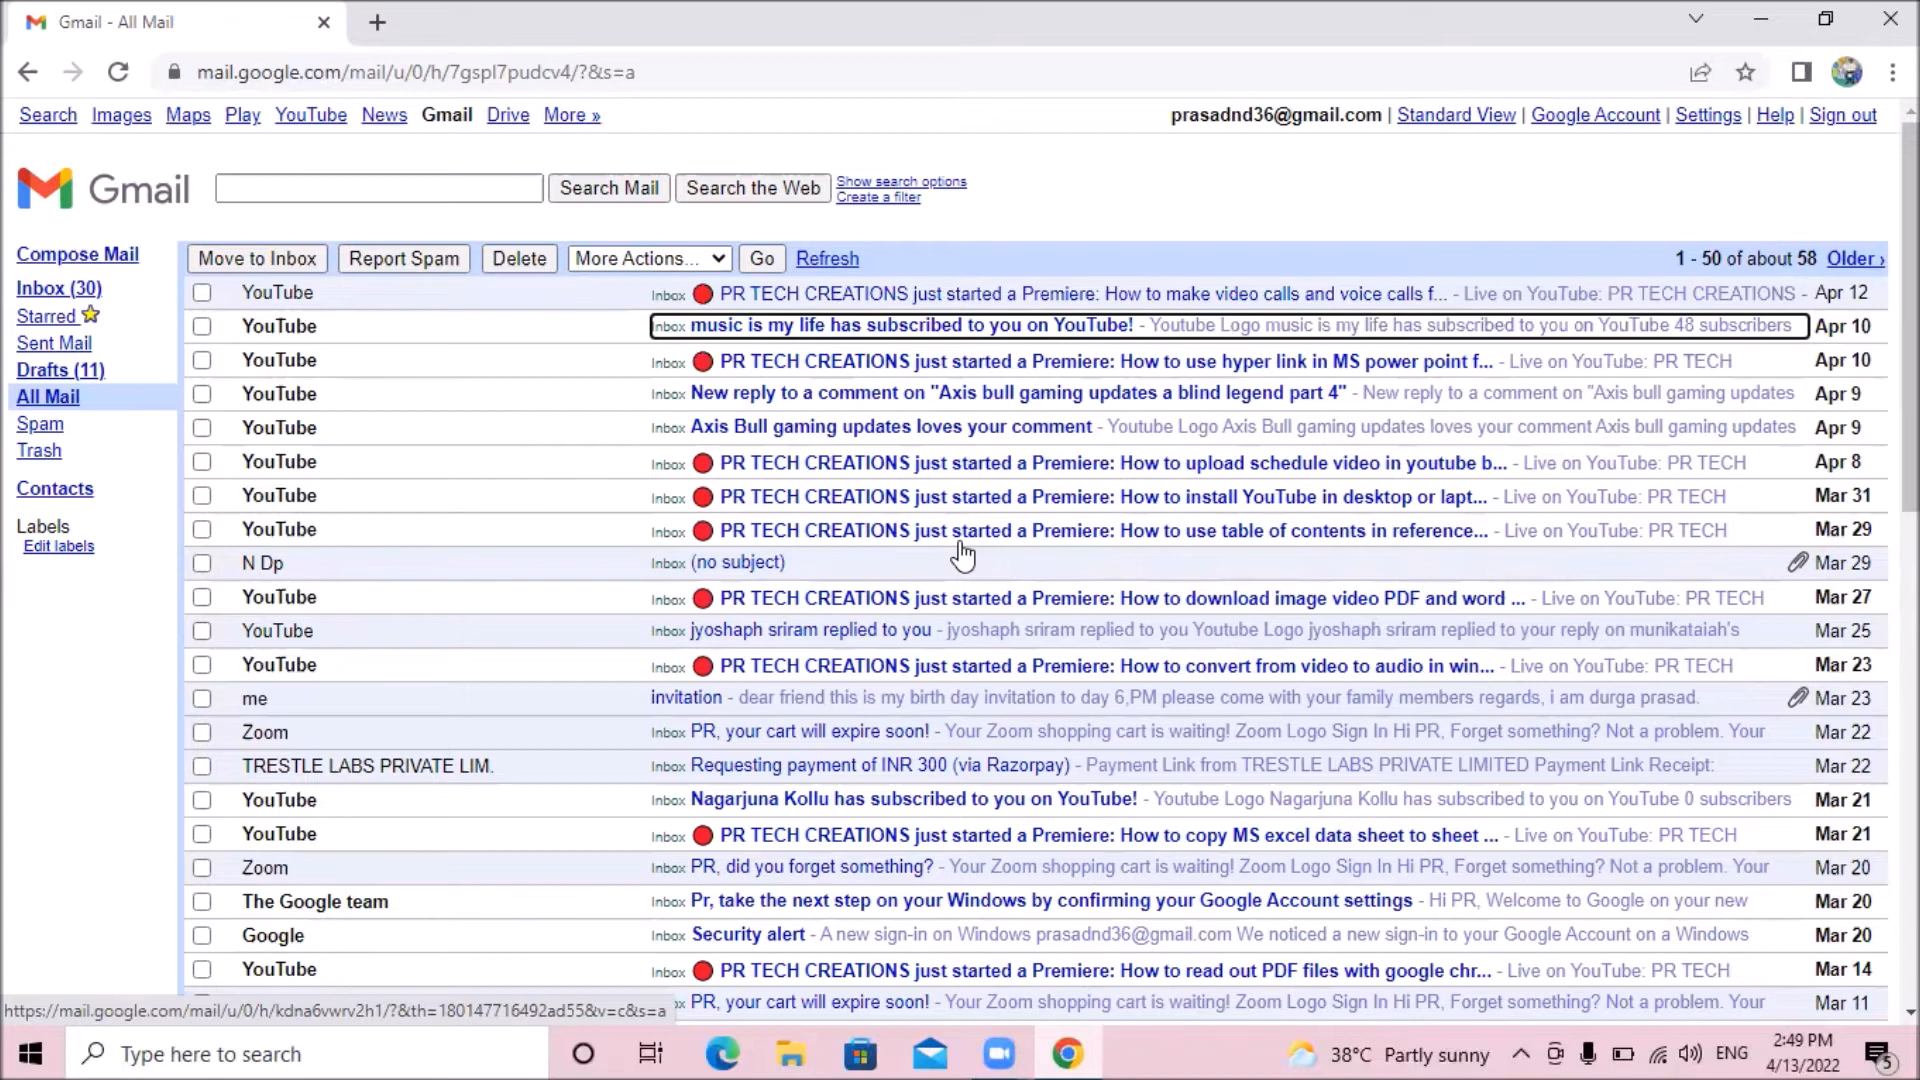 Gmail - All Mail
mail.google.com/mail/u/0/h/7gspl7pudcv4/?&s=a
Search Images Maps Play YouTube News Gmail Drive More »
prasadnd36@gmail.com | Standard View | Google Account | Settings | Help | Sign out
Gmail
Search Mail
Search the Web
Show search options
Create a filter
Compose Mail
Inbox (30)
Starred
Sent Mail
Drafts (11)
All Mail
Spam
Trash
Contacts
Labels
Edit labels
Move to Inbox Report Spam Delete More Actions... Go Refresh 1 - 50 of about 58 Older ›
YouTube Inbox PR TECH CREATIONS just started a Premiere: How to make video calls and voice calls f... - Live on YouTube: PR TECH CREATIONS - Apr 12
YouTube Inbox music is my life has subscribed to you on YouTube! - Youtube Logo music is my life has subscribed to you on YouTube 48 subscribers Apr 10
YouTube Inbox PR TECH CREATIONS just started a Premiere: How to use hyper link in MS power point f... - Live on YouTube: PR TECH Apr 10
YouTube Inbox New reply to a comment on "Axis bull gaming updates a blind legend part 4" - New reply to a comment on "Axis bull gaming updates Apr 9
YouTube Inbox Axis Bull gaming updates loves your comment - Youtube Logo Axis Bull gaming updates loves your comment Axis bull gaming updates Apr 9
YouTube Inbox PR TECH CREATIONS just started a Premiere: How to upload schedule video in youtube b... - Live on YouTube: PR TECH Apr 8
YouTube Inbox PR TECH CREATIONS just started a Premiere: How to install YouTube in desktop or lapt... - Live on YouTube: PR TECH Mar 31
YouTube Inbox PR TECH CREATIONS just started a Premiere: How to use table of contents in reference... - Live on YouTube: PR TECH Mar 29
N Dp Inbox (no subject) Mar 29
YouTube Inbox PR TECH CREATIONS just started a Premiere: How to download image video PDF and word ... - Live on YouTube: PR TECH Mar 27
YouTube Inbox jyoshaph sriram replied to you - jyoshaph sriram replied to you Youtube Logo jyoshaph sriram replied to your reply on munikataiah's Mar 25
YouTube Inbox PR TECH CREATIONS just started a Premiere: How to convert from video to audio in win... - Live on YouTube: PR TECH Mar 23
me invitation - dear friend this is my birth day invitation to day 6,PM please come with your family members regards, i am durga prasad. Mar 23
Zoom Inbox PR, your cart will expire soon! - Your Zoom shopping cart is waiting! Zoom Logo Sign In Hi PR, Forget something? Not a problem. Your Mar 22
TRESTLE LABS PRIVATE LIM. Inbox Requesting payment of INR 300 (via Razorpay) - Payment Link from TRESTLE LABS PRIVATE LIMITED Payment Link Receipt: Mar 22
YouTube Inbox Nagarjuna Kollu has subscribed to you on YouTube! - Youtube Logo Nagarjuna Kollu has subscribed to you on YouTube 0 subscribers Mar 21
YouTube Inbox PR TECH CREATIONS just started a Premiere: How to copy MS excel data sheet to sheet ... - Live on YouTube: PR TECH Mar 21
Zoom Inbox PR, did you forget something? - Your Zoom shopping cart is waiting! Zoom Logo Sign In Hi PR, Forget something? Not a problem. Your Mar 20
The Google team Inbox Pr, take the next step on your Windows by confirming your Google Account settings - Hi PR, Welcome to Google on your new Mar 20
Google Inbox Security alert - A new sign-in on Windows prasadnd36@gmail.com We noticed a new sign-in to your Google Account on a Windows Mar 20
YouTube Inbox PR TECH CREATIONS just started a Premiere: How to read out PDF files with google chr... - Live on YouTube: PR TECH Mar 14
PR, your cart will expire soon! - Your Zoom shopping cart is waiting! Zoom Logo Sign In Hi PR, Forget something? Not a problem. Your Mar 11
https://mail.google.com/mail/u/0/h/kdna6vwrv2h1/?&th=180147716492ad55&v=c&s=a
Type here to search
38°C Partly sunny
ENG
2:49 PM
4/13/2022
5